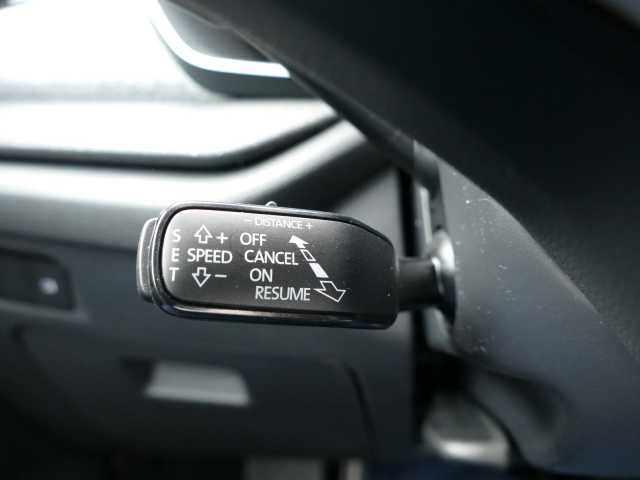 - DISTANCE +
S + OFF
E SPEED CANCEL
T - ON
RESUME